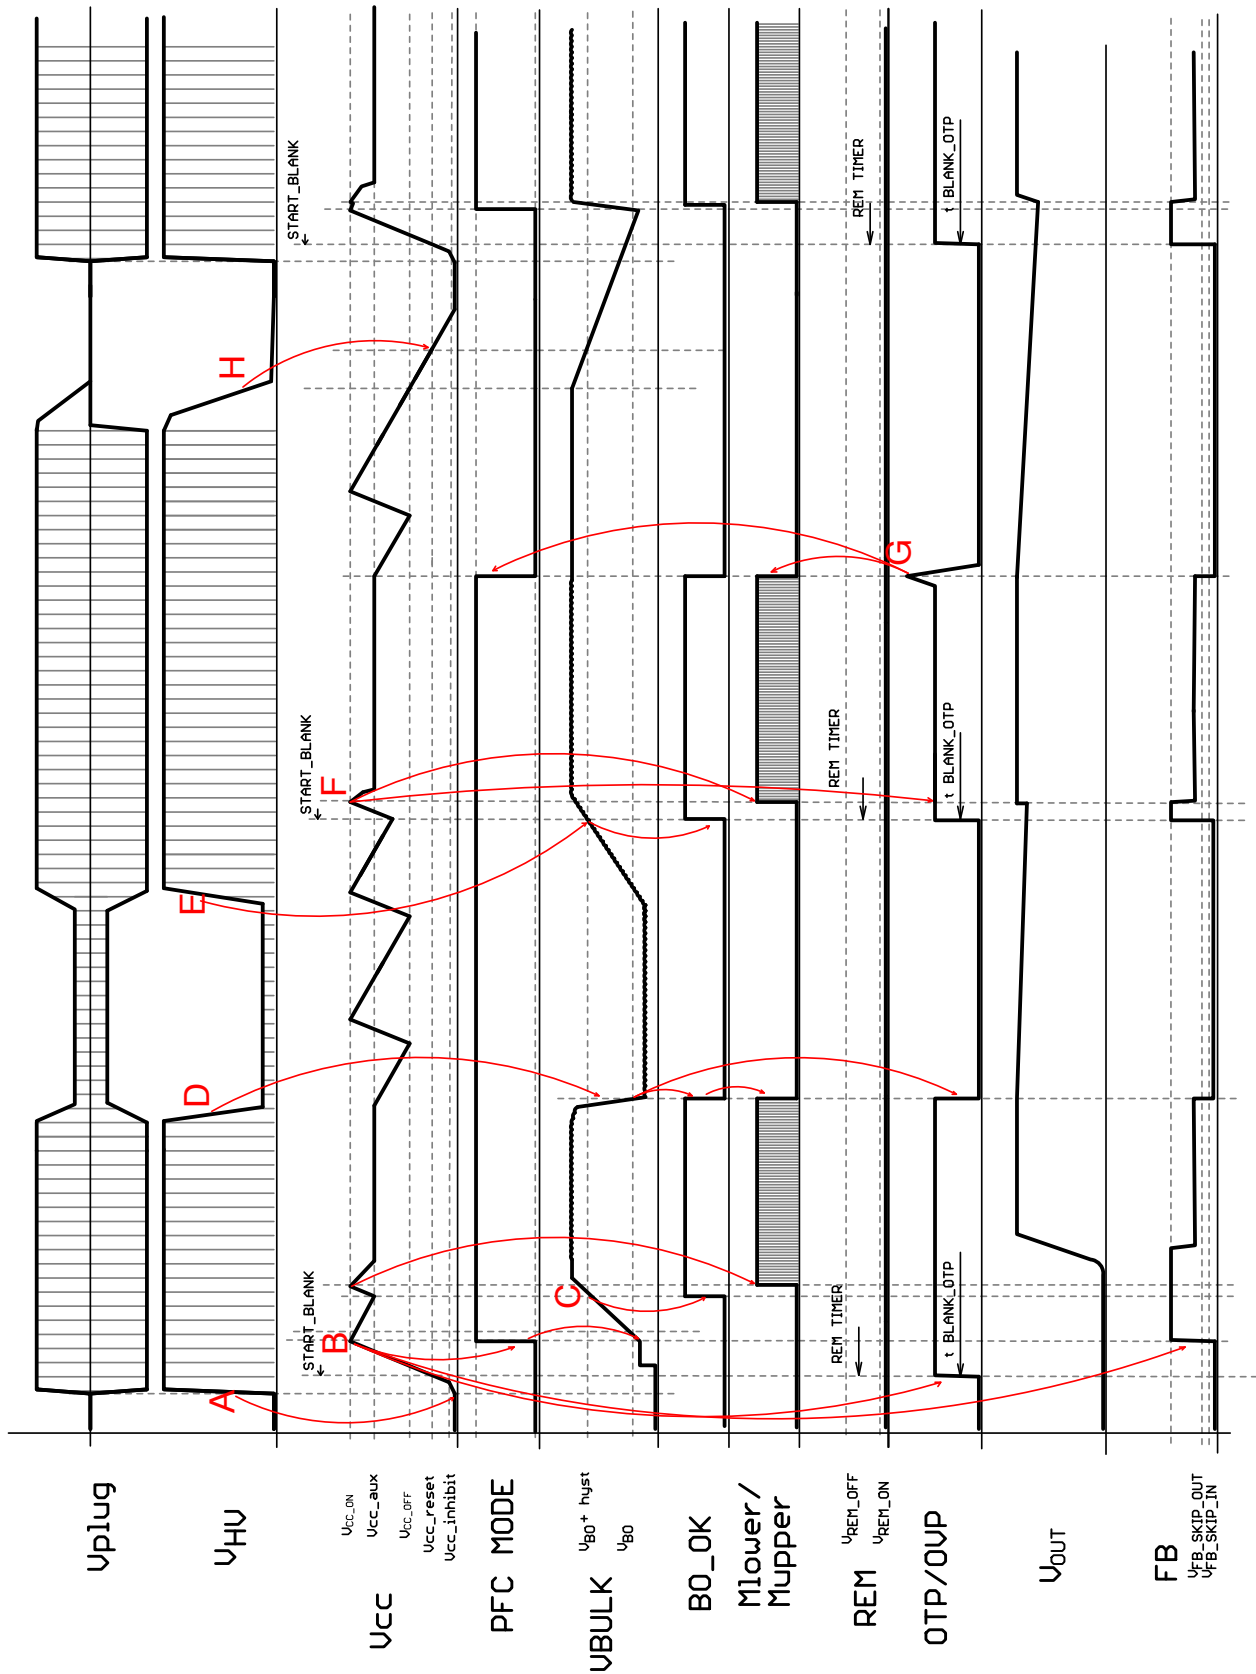 Vplug
VHV
Vcc
VCC_ON
Vcc_aux
VCC_OFF
Vcc_reset
Vcc_inhibit
PFC MODE
VBULK
VBO+ hyst
VBO
BO_OK
Mlower/
Mupper
REM
VREM_OFF
VREM_ON
OTP/OVP
VOUT
FB
VFB_SKIP_OUT
VFB_SKIP_IN
A
B
C
D
E
F
G
H
START_BLANK
START_BLANK
START_BLANK
REM TIMER
REM TIMER
REM TIMER
t BLANK_OTP
t BLANK_OTP
t BLANK_OTP